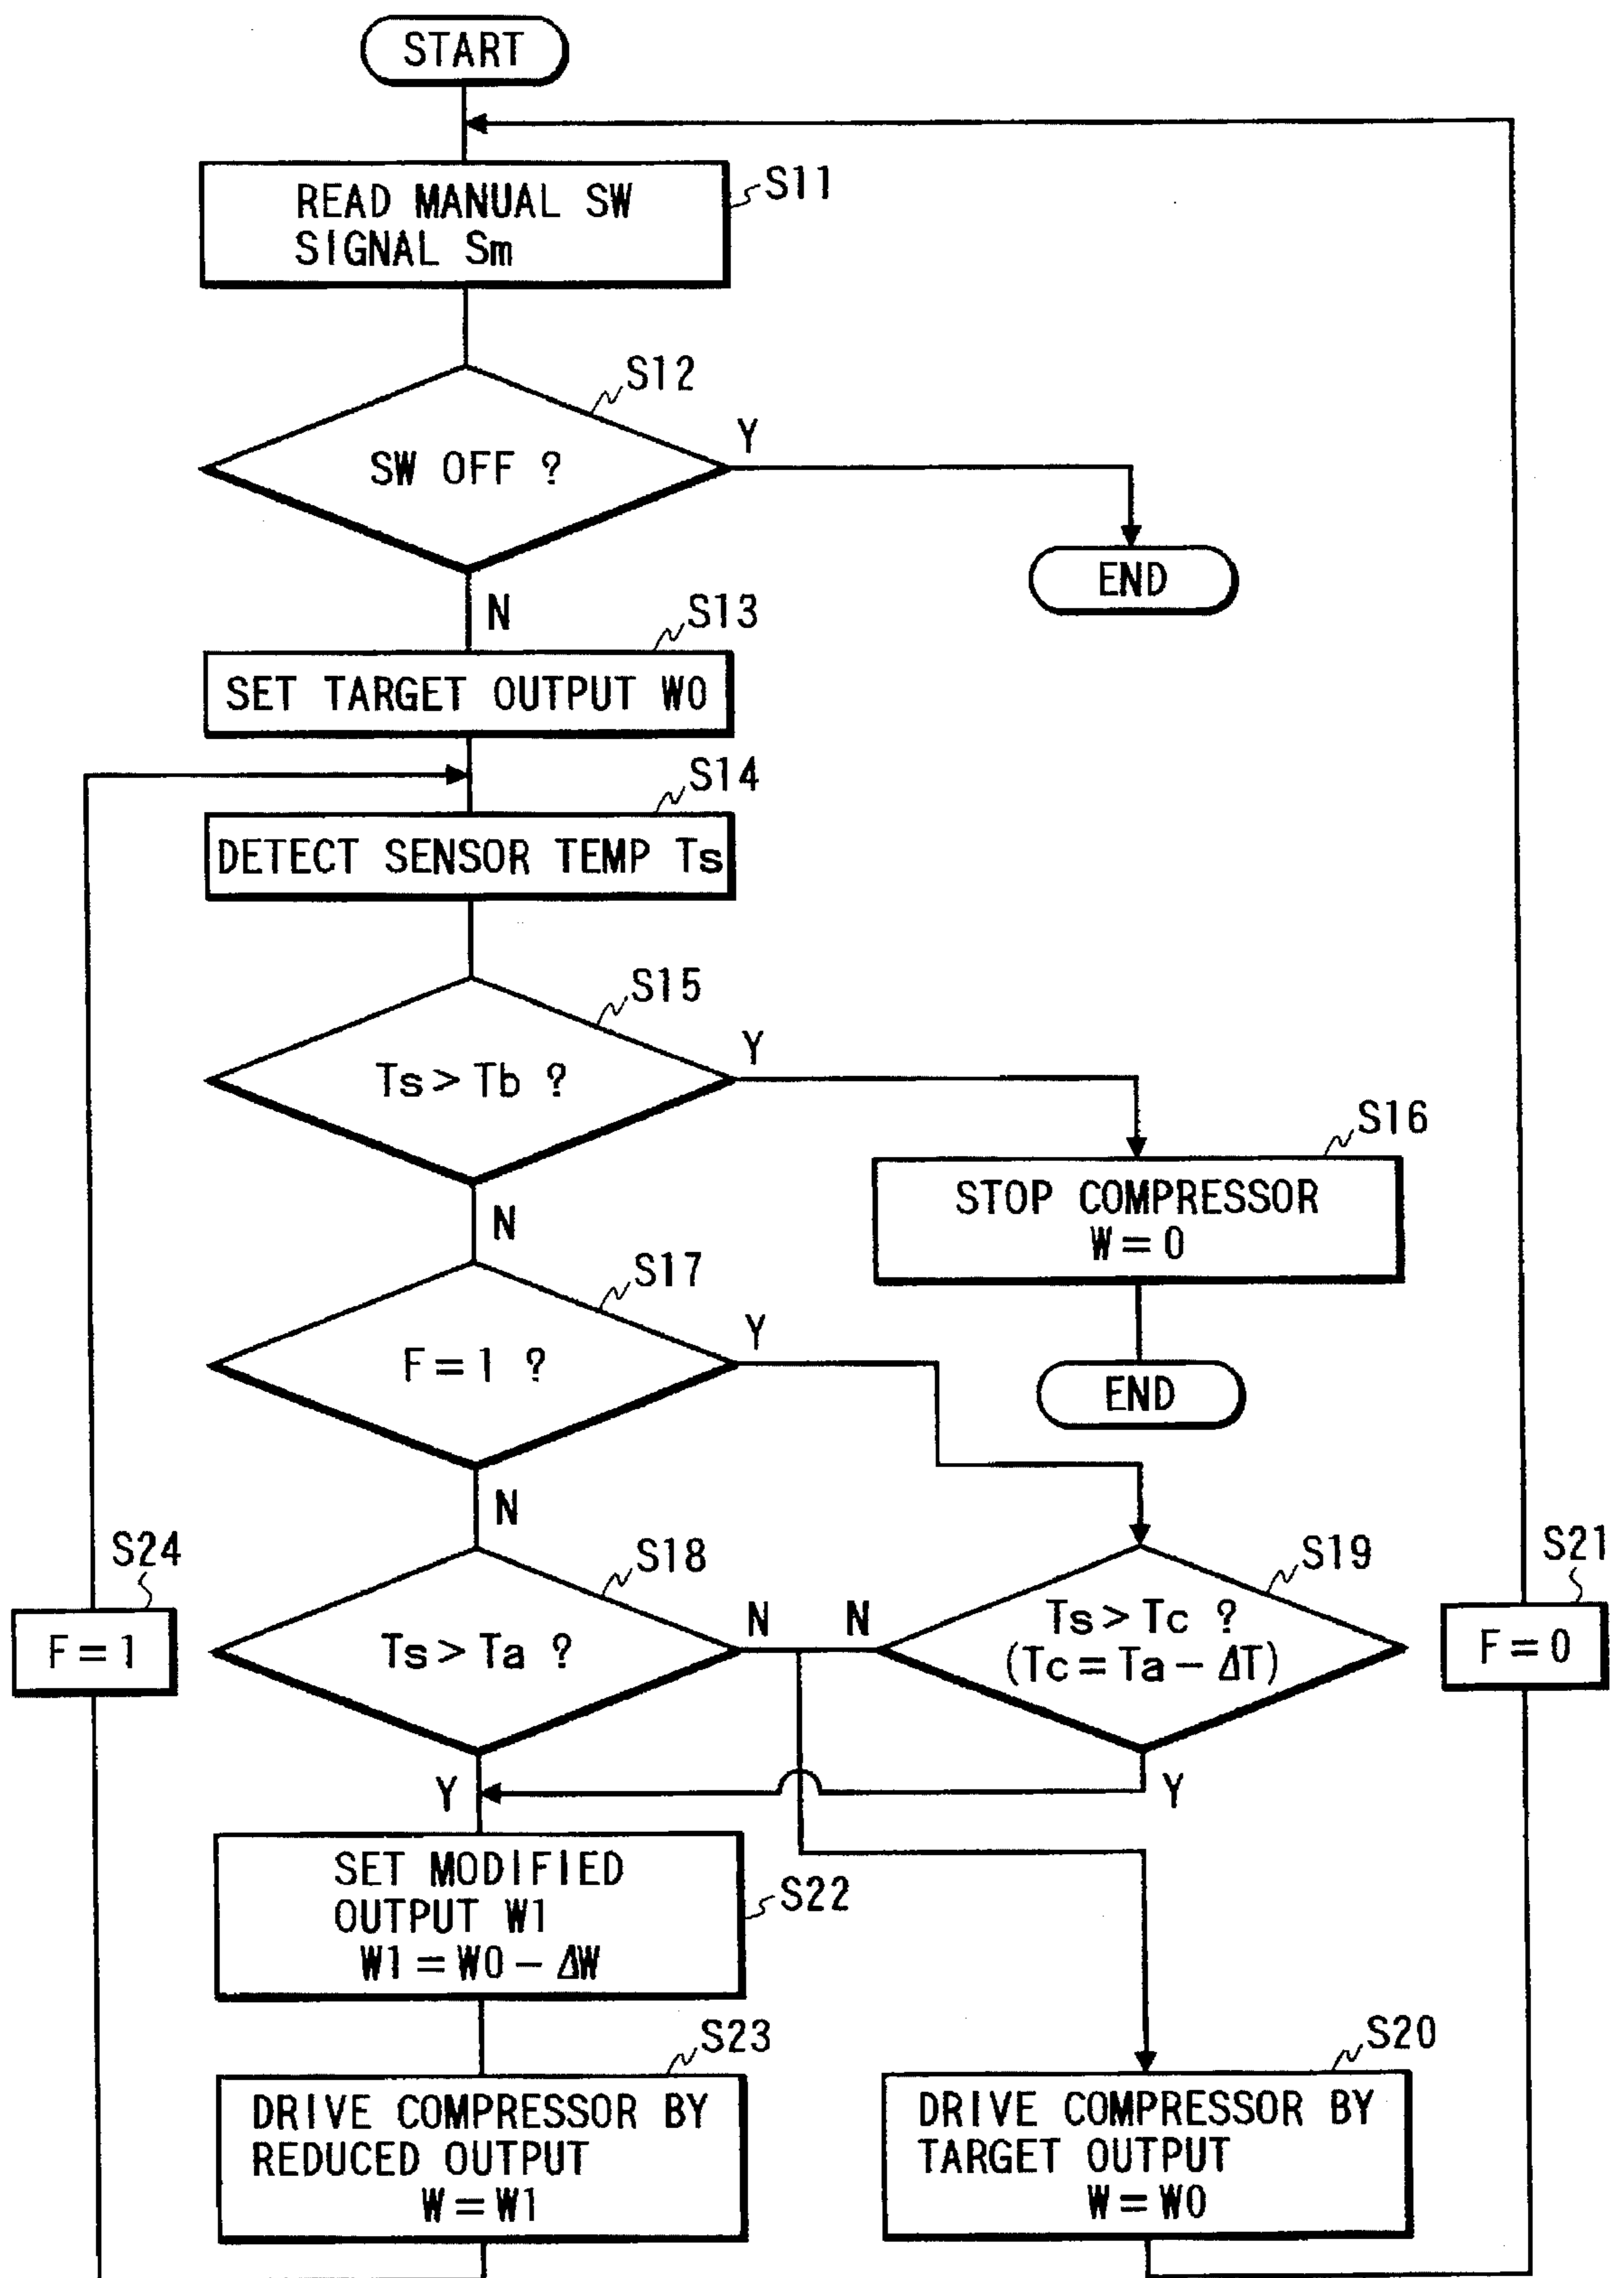 START
READ MANUAL SW
SIGNAL Sm
S11
S12
SW OFF ?
Y
END
N
S13
SET TARGET OUTPUT W0
S14
DETECT SENSOR TEMP Ts
S15
Ts > Tb ?
Y
S16
STOP COMPRESSOR
W = 0
N
S17
F = 1 ?
Y
END
N
S24
F = 1
S18
Ts > Ta ?
N
N
S19
Ts > Tc ?
(Tc = Ta − ΔT)
S21
F = 0
Y
Y
SET MODIFIED
OUTPUT W1
W1 = W0 − ΔW
S22
S23
DRIVE COMPRESSOR BY
REDUCED OUTPUT
W = W1
S20
DRIVE COMPRESSOR BY
TARGET OUTPUT
W = W0